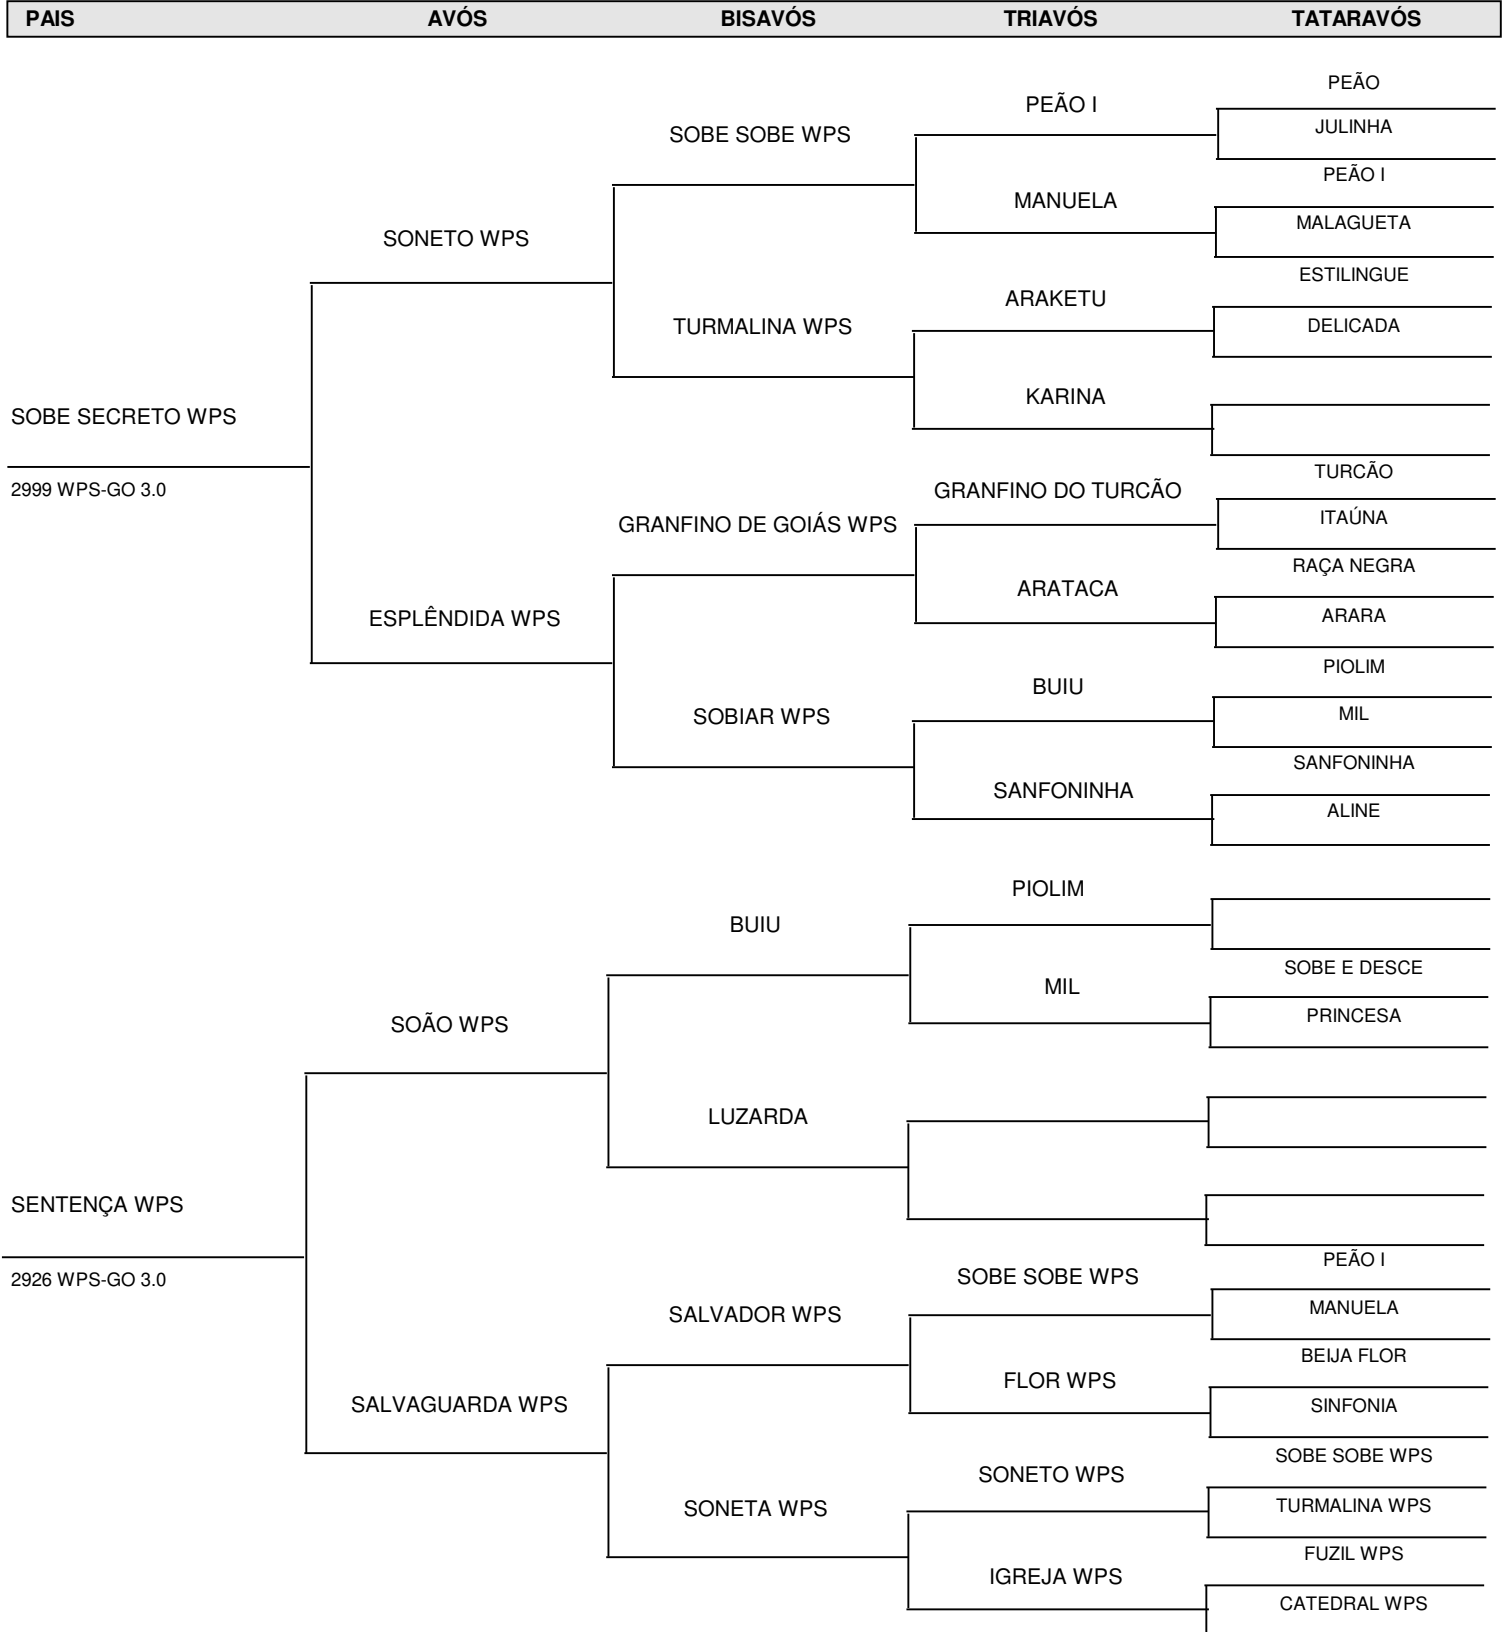 PAIS AVÓS BISAVÓS TRIAVÓS TATARAVÓS
PEÃO
PEÃO I
JULINHA
SOBE SOBE WPS
PEÃO I
MANUELA
MALAGUETA
SONETO WPS
ESTILINGUE
ARAKETU
DELICADA
TURMALINA WPS
KARINA
SOBE SECRETO WPS
2999 WPS-GO 3.0
TURCÃO
GRANFINO DO TURCÃO
ITAÚNA
GRANFINO DE GOIÁS WPS
RAÇA NEGRA
ARATACA
ARARA
ESPLÊNDIDA WPS
PIOLIM
BUIU
MIL
SOBIAR WPS
SANFONINHA
SANFONINHA
ALINE
PIOLIM
BUIU
SOBE E DESCE
MIL
PRINCESA
SOÃO WPS
LUZARDA
SENTENÇA WPS
2926 WPS-GO 3.0
PEÃO I
SOBE SOBE WPS
MANUELA
SALVADOR WPS
BEIJA FLOR
FLOR WPS
SINFONIA
SALVAGUARDA WPS
SOBE SOBE WPS
SONETO WPS
TURMALINA WPS
SONETA WPS
FUZIL WPS
IGREJA WPS
CATEDRAL WPS